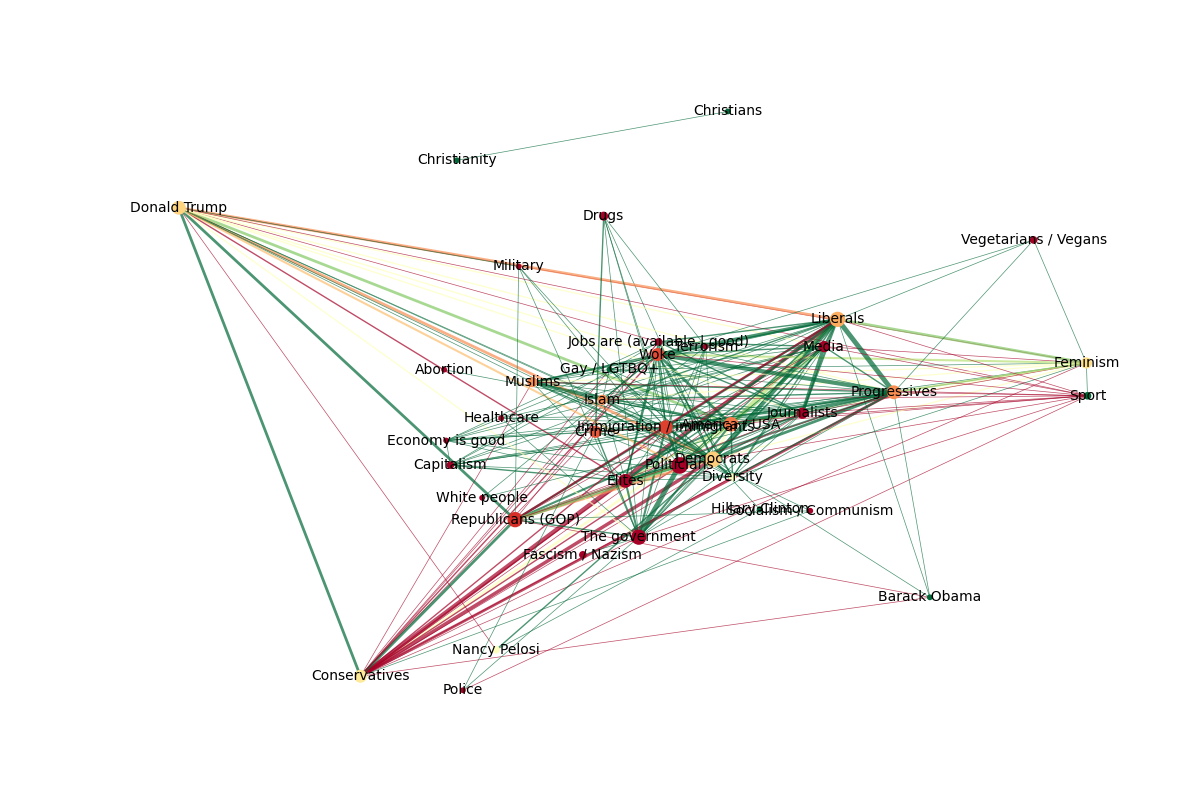 Christians
Christianity
Donald Trump
Drugs
Vegetarians / Vegans
Military
Liberals
Jobs are (available | good)
Terrorism
Media
Woke
Feminism
Abortion
Gay / LGTBQ+
Muslims
Progressives
Sport
Islam
Journalists
Healthcare
America / USA
Immigration / Immigrants
Crime
Economy is good
Democrats
Capitalism
Politicians
Diversity
Elites
White people
Hillary Clinton
Socialism / Communism
Republicans (GOP)
The government
Fascism / Nazism
Barack Obama
Nancy Pelosi
Conservatives
Police